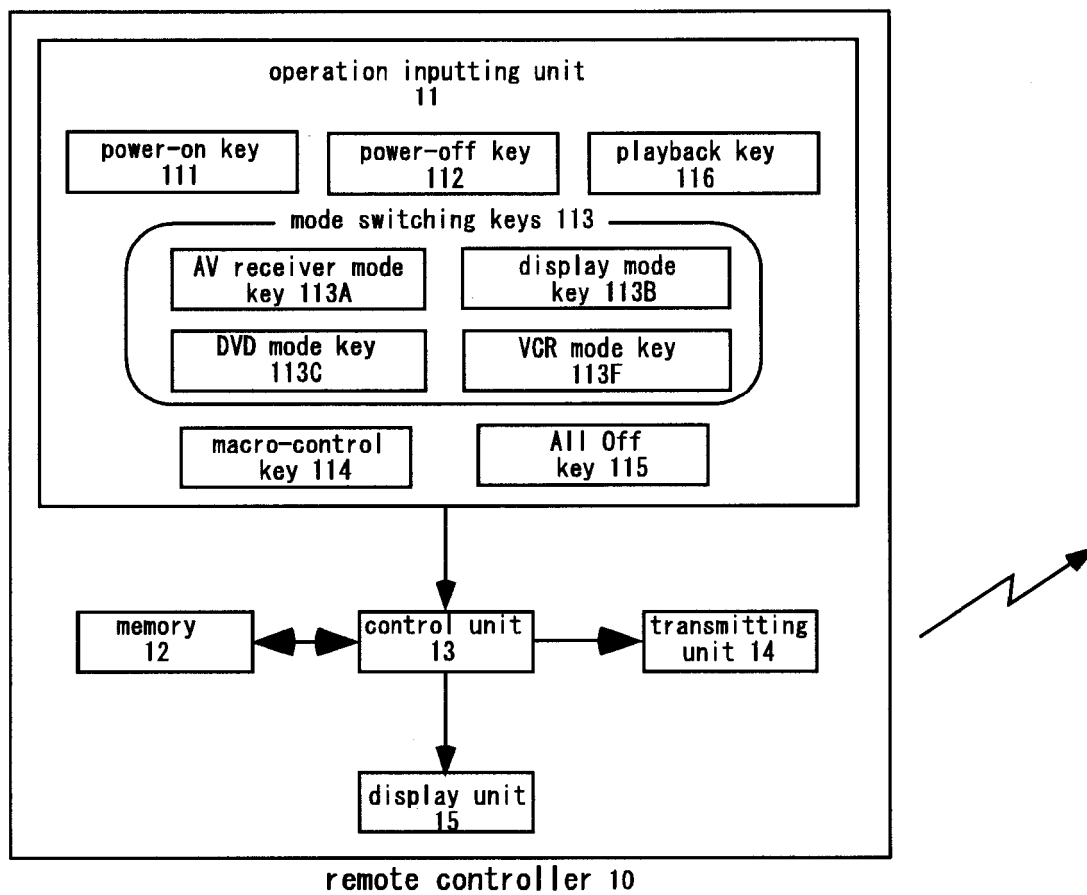 operation inputting unit
11
power-on key
111
power-off key
112
playback key
116
mode switching keys 113
AV receiver mode
key 113A
display mode
key 113B
DVD mode key
113C
VCR mode key
113F
macro-control
key 114
All Off
key 115
memory
12
control unit
13
transmitting
unit 14
display unit
15
remote controller 10